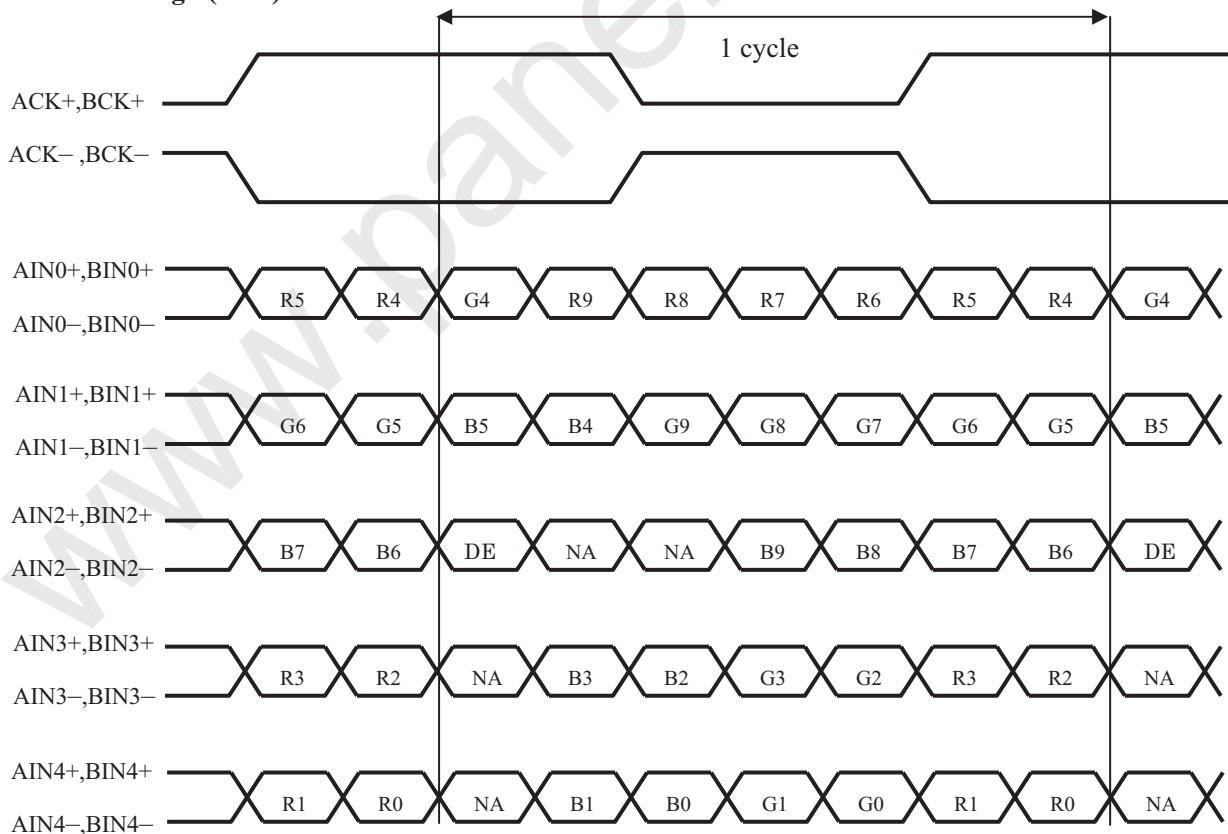 1 cycle
ACK+,BCK+
ACK− ,BCK−
AIN0+,BIN0+
R5 R4 G4 R9 R8 R7 R6 R5 R4 G4
AIN0−,BIN0−
AIN1+,BIN1+
G6 G5 B5 B4 G9 G8 G7 G6 G5 B5
AIN1−,BIN1−
AIN2+,BIN2+
B7 B6 DE NA NA B9 B8 B7 B6 DE
AIN2−,BIN2−
AIN3+,BIN3+
R3 R2 NA B3 B2 G3 G2 R3 R2 NA
AIN3−,BIN3−
AIN4+,BIN4+
R1 R0 NA B1 B0 G1 G0 R1 R0 NA
AIN4−,BIN4−
www.pane